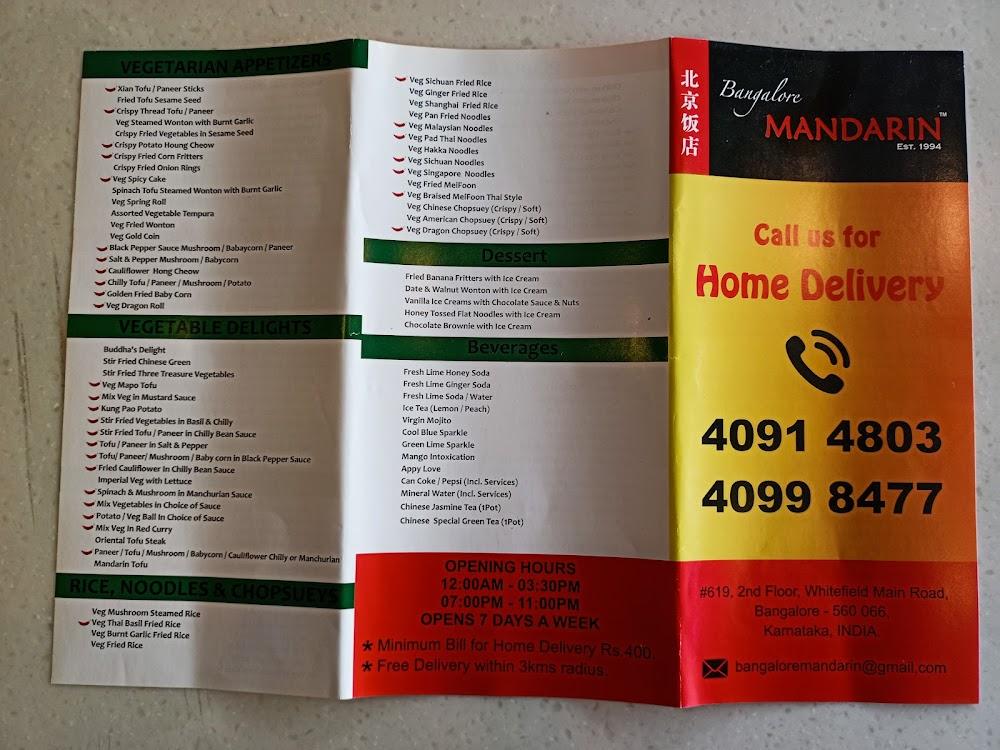 VEGETARIAN APPETIZERS
Xian Tofu / Paneer Sticks
Fried Tofu Sesame Seed
Crispy Thread Tofu / Paneer
Veg Steamed Wonton with Burnt Garlic
Crispy Fried Vegetables in Sesame Seed
Crispy Potato Houng Cheow
Crispy Fried Corn Fritters
Crispy Fried Onion Rings
Veg Spicy Cake
Spinach Tofu Steamed Wonton with Burnt Garlic
Veg Spring Roll
Assorted Vegetable Tempura
Veg Fried Wonton
Veg Gold Coin
Black Pepper Sauce Mushroom / Babaycorn / Paneer
Salt & Pepper Mushroom / Babycorn
Cauliflower Hong Cheow
Chilly Tofu / Paneer / Mushroom / Potato
Golden Fried Baby Corn
Veg Dragon Roll
VEGETABLE DELIGHTS
Buddha's Delight
Stir Fried Chinese Green
Stir Fried Three Treasure Vegetables
Veg Mapo Tofu
Mix Veg in Mustard Sauce
Kung Pao Potato
Stir Fried Vegetables in Basil & Chilly
Stir Fried Tofu / Paneer in Chilly Bean Sauce
Tofu / Paneer in Salt & Pepper
Tofu/ Paneer/ Mushroom / Baby corn in Black Pepper Sauce
Fried Cauliflower In Chilly Bean Sauce
Imperial Veg with Lettuce
Spinach & Mushroom in Manchurian Sauce
Mix Vegetables in Choice of Sauce
Potato / Veg Ball In Choice of Sauce
Mix Veg In Red Curry
Oriental Tofu Steak
Paneer / Tofu / Mushroom / Babycorn / Cauliflower Chilly or Manchurian
Mandarin Tofu
RICE, NOODLES & CHOPSUEYS
Veg Mushroom Steamed Rice
Veg Thai Basil Fried Rice
Veg Burnt Garlic Fried Rice
Veg Fried Rice
Veg Sichuan Fried Rice
Veg Ginger Fried Rice
Veg Shanghai Fried Rice
Veg Pan Fried Noodles
Veg Malaysian Noodles
Veg Pad Thai Noodles
Veg Hakka Noodles
Veg Sichuan Noodles
Veg Singapore Noodles
Veg Fried MeiFoon
Veg Braised MeiFoon Thai Style
Veg Chinese Chopsuey (Crispy / Soft)
Veg American Chopsuey (Crispy / Soft)
Veg Dragon Chopsuey (Crispy / Soft)
Dessert
Fried Banana Fritters with Ice Cream
Date & Walnut Wonton with Ice Cream
Vanilla Ice Creams with Chocolate Sauce & Nuts
Honey Tossed Flat Noodles with Ice Cream
Chocolate Brownie with Ice Cream
Beverages
Fresh Lime Honey Soda
Fresh Lime Ginger Soda
Fresh Lime Soda / Water
Ice Tea (Lemon / Peach)
Virgin Mojito
Cool Blue Sparkle
Green Lime Sparkle
Mango Intoxication
Appy Love
Can Coke / Pepsi (Incl. Services)
Mineral Water (Incl. Services)
Chinese Jasmine Tea (1Pot)
Chinese Special Green Tea (1Pot)
OPENING HOURS
12:00AM - 03:30PM
07:00PM - 11:00PM
OPENS 7 DAYS A WEEK
* Minimum Bill for Home Delivery Rs.400.
* Free Delivery within 3kms radius.
北京饭店
Bangalore
MANDARIN™
EST. 1994
Call us for
Home Delivery
4091 4803
4099 8477
#619, 2nd Floor, Whitefield Main Road,
Bangalore - 560 066,
Karnataka, INDIA.
bangaloremandarin@gmail.com